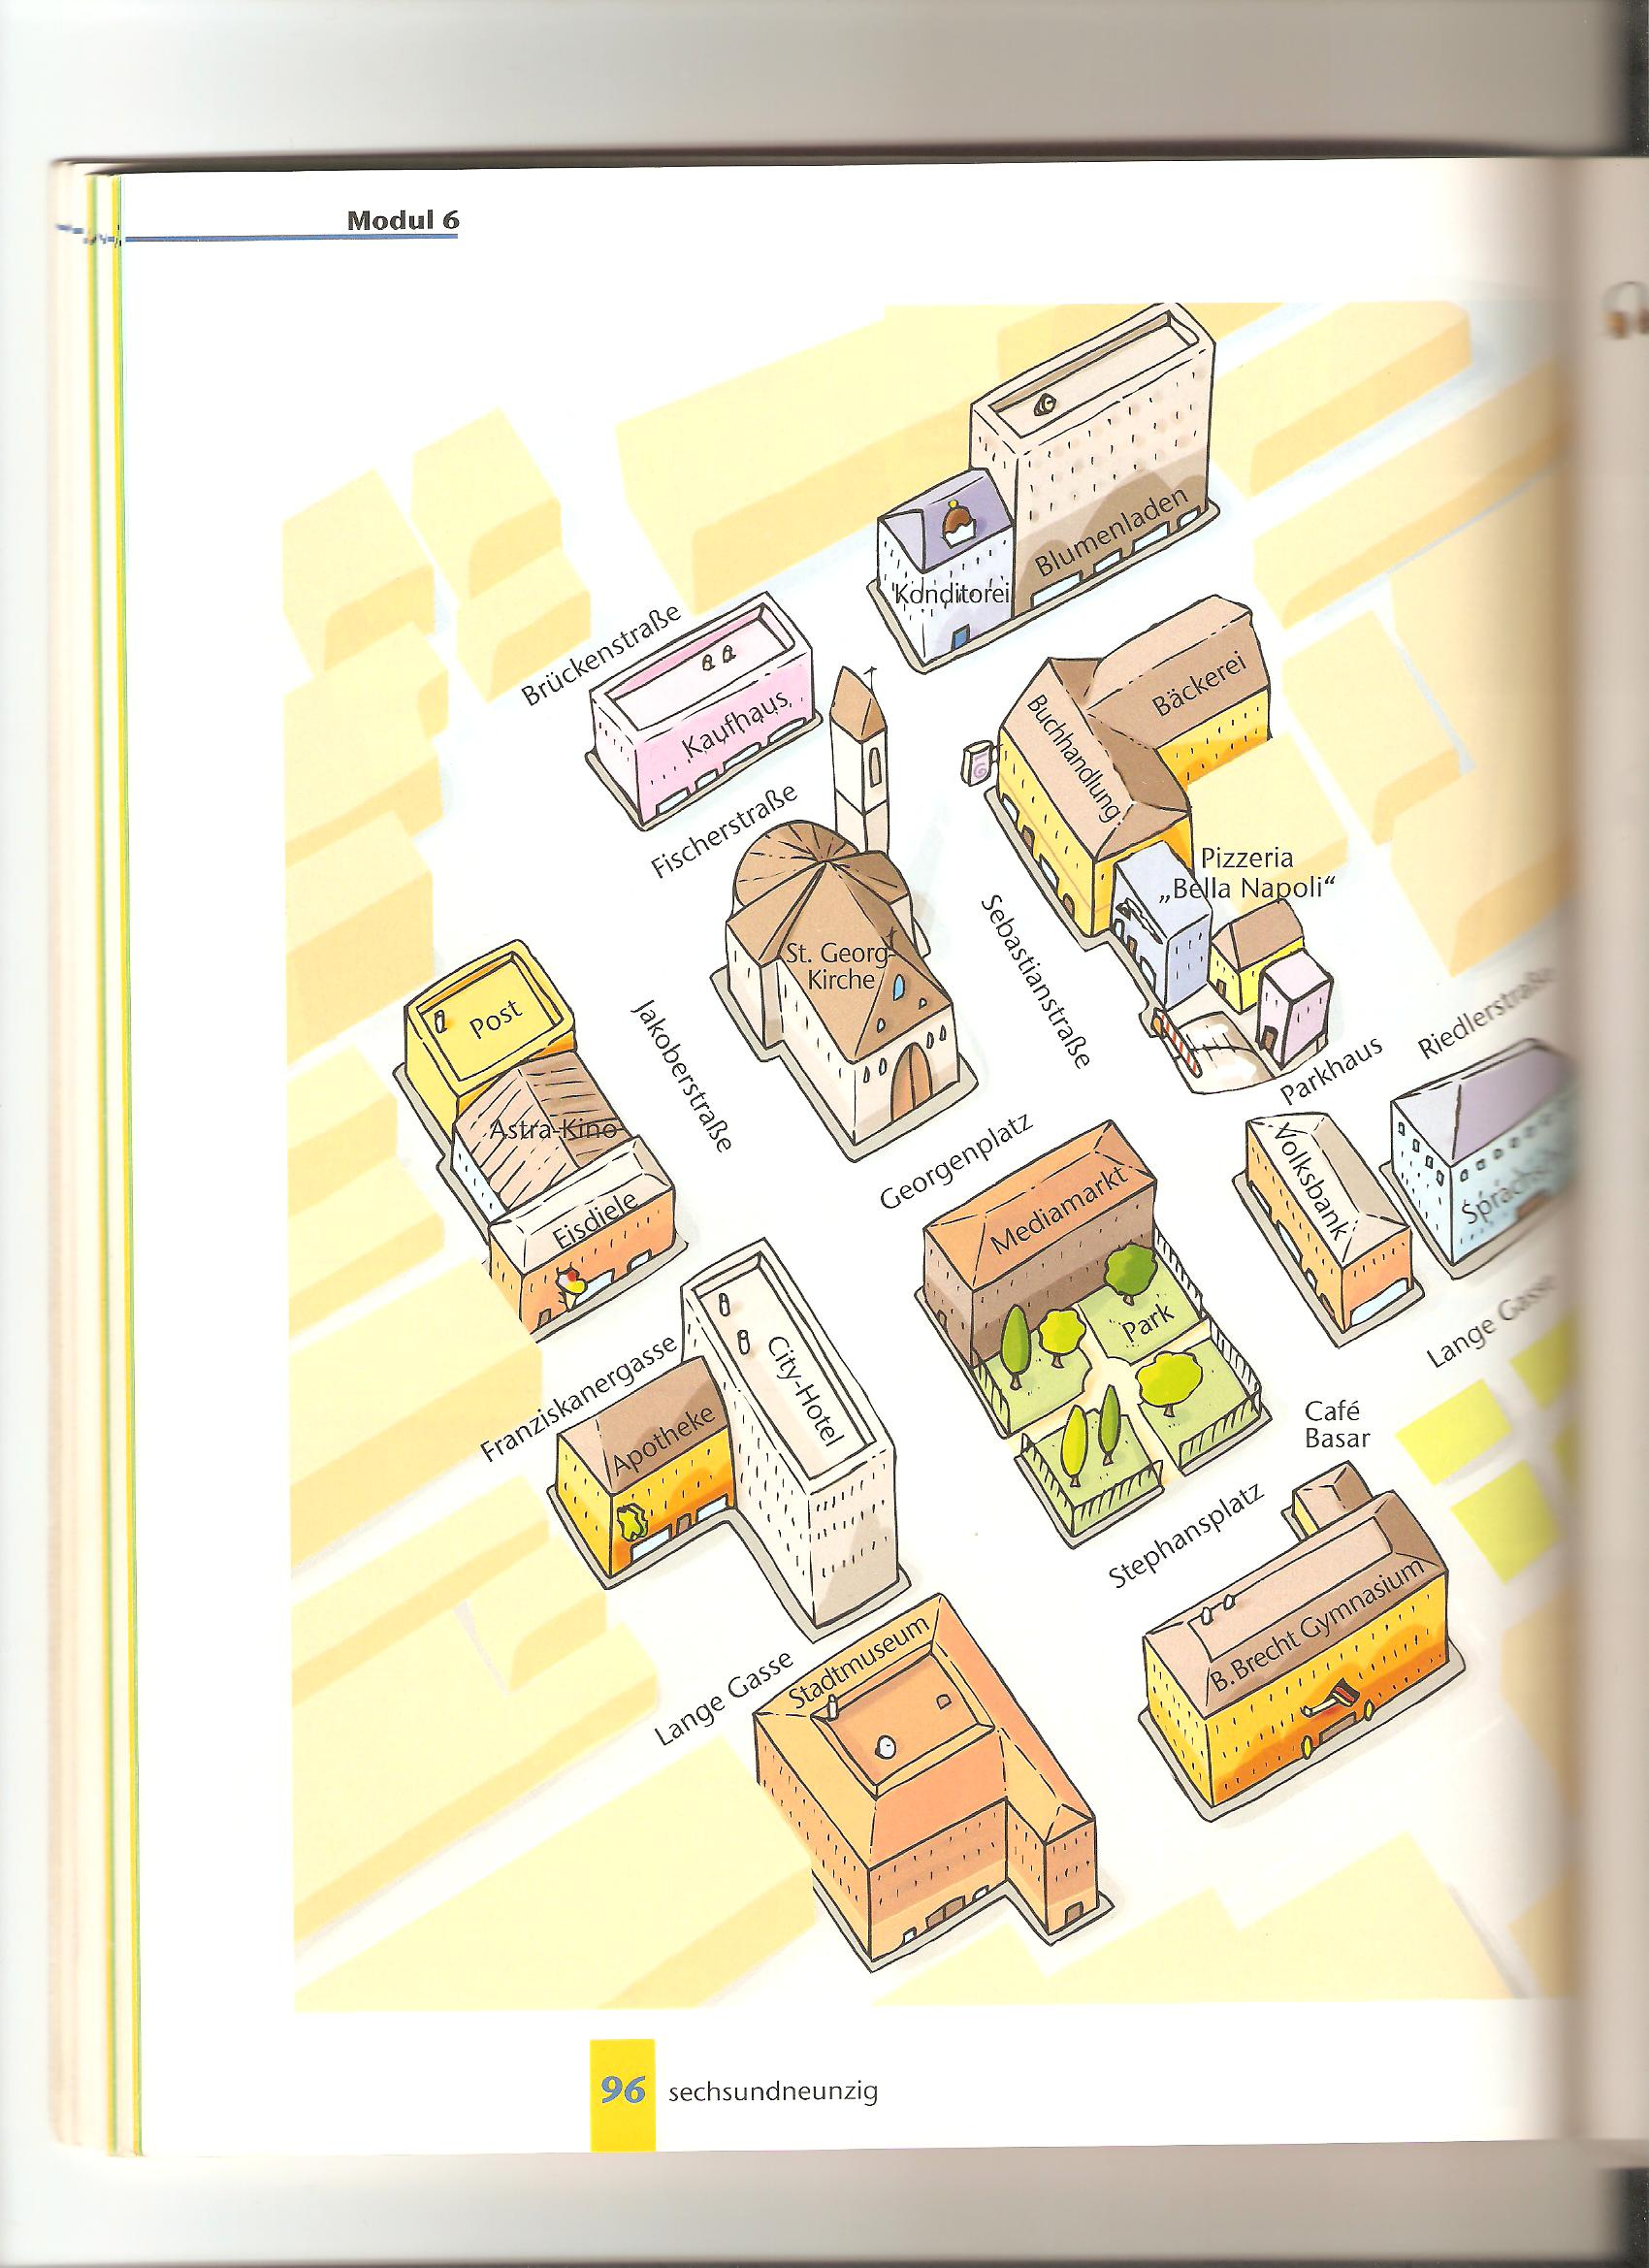 Modul 6
Blumenladen
Konditorei
Brückenstraße
Kaufhaus
Bäckerei
Buchhandlung
Fischerstraße
Pizzeria
„Bella Napoli“
St. Georg-
Kirche
Sebastianstraße
Post
Jakoberstraße
Astra-Kino
Riedlerstraße
Parkhaus
Georgenplatz
Mediamarkt
Volksbank
Eisdiele
Park
Lange Gasse
City-Hotel
Franziskanergasse
Apotheke
Café
Basar
Stephansplatz
B. Brecht Gymnasium
Stadtmuseum
Lange Gasse
96 sechsundneunzig